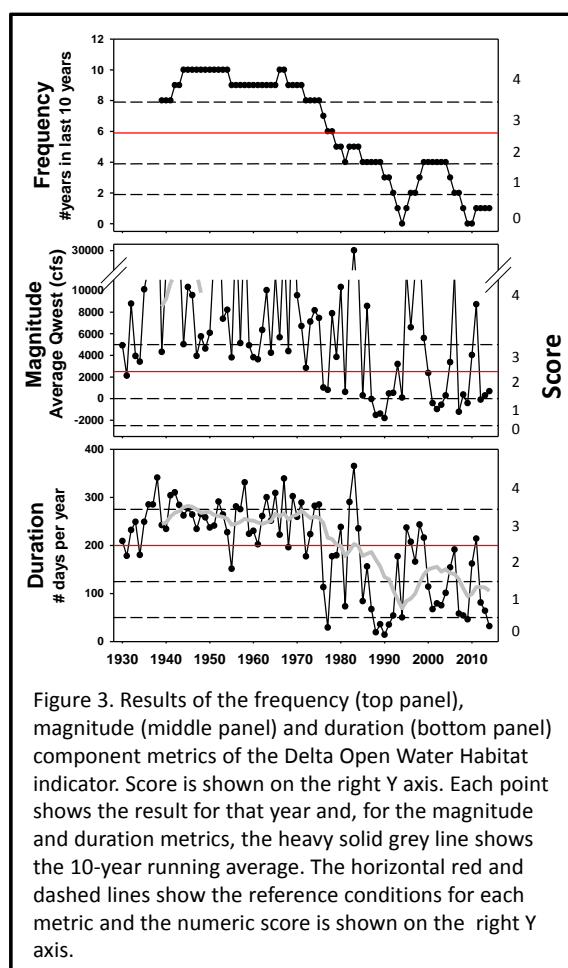 12
10
8
6
4
2
0
Frequency
#years in last 10 years
4
3
2
1
0
30000
10000
8000
6000
4000
2000
0
-2000
Magnitude
Average Qwest (cfs)
4
3
2
1
0
Score
400
300
200
100
0
Duration
# days per year
4
3
2
1
0
1930 1940 1950 1960 1970 1980 1990 2000 2010
Figure 3. Results of the frequency (top panel),
magnitude (middle panel) and duration (bottom panel)
component metrics of the Delta Open Water Habitat
indicator. Score is shown on the right Y axis. Each point
shows the result for that year and, for the magnitude
and duration metrics, the heavy solid grey line shows
the 10-year running average. The horizontal red and
dashed lines show the reference conditions for each
metric and the numeric score is shown on the right Y
axis.